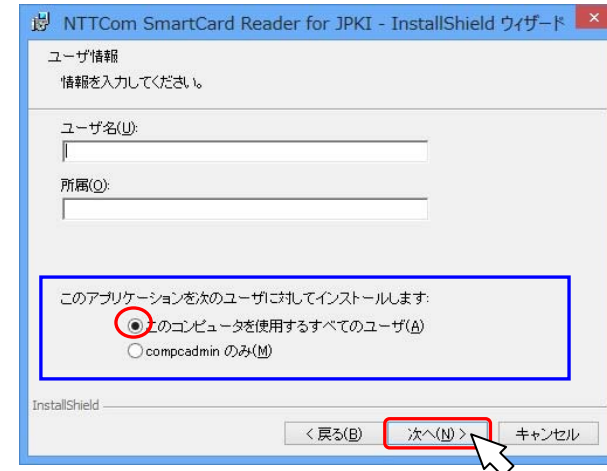 NTTCom SmartCard Reader for JPKI - InstallShield ウィザード
ユーザ情報
情報を入力してください。
ユーザ名(U):
所属(O):
このアプリケーションを次のユーザに対してインストールします:
このコンピュータを使用するすべてのユーザ(A)
compcadmin のみ(M)
InstallShield
< 戻る(B) 次へ(N) > キャンセル